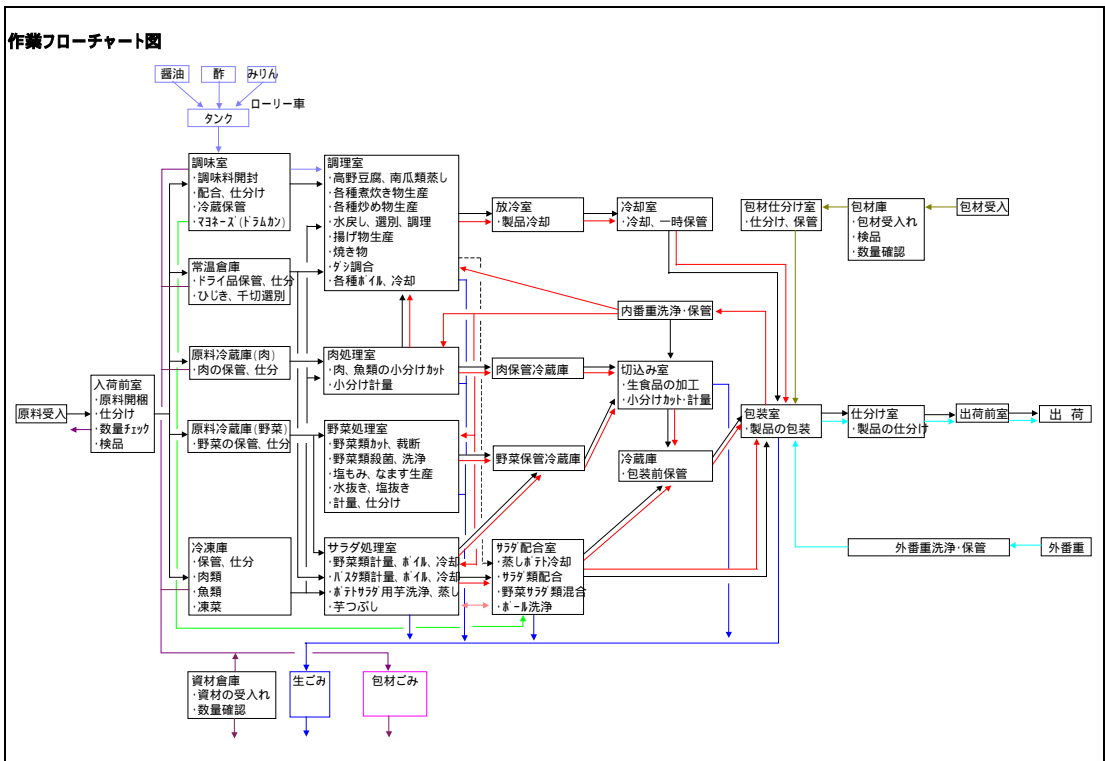 作業フローチャート図
醤油
酢
みりん
タンク
ローリー車
調味室
・調味料開封
・配合、仕分け
・冷蔵保管
・マヨネーズ(ドラムカン)
調理室
・高野豆腐、南瓜類蒸し
・各種煮炊き物生産
・各種炒め物生産
・水戻し、選別、調理
・揚げ物生産
・焼き物
・ダシ調合
・各種ボイル、冷却
放冷室
・製品冷却
冷却室
・冷却、一時保管
包材仕分け室
・仕分け、保管
包材庫
・包材受入れ
・検品
・数量確認
包材受入
常温倉庫
・ドライ品保管、仕分
・ひじき、千切選別
内番重洗浄・保管
原料冷蔵庫(肉)
・肉の保管、仕分
肉処理室
・肉、魚類の小分けカット
・小分け計量
肉保管冷蔵庫
切込み室
・生食品の加工
・小分けカット・計量
原料受入
入荷前室
・原料開梱
・仕分け
・数量チェック
・検品
原料冷蔵庫(野菜)
・野菜の保管、仕分
野菜処理室
・野菜類カット、裁断
・野菜類殺菌、洗浄
・塩もみ、なます生産
・水抜き、塩抜き
・計量、仕分け
野菜保管冷蔵庫
冷蔵庫
・包装前保管
包装室
・製品の包装
仕分け室
・製品の仕分け
出荷前室
出 荷
冷凍庫
・保管、仕分
・肉類
・魚類
・凍菜
サラダ処理室
・野菜類計量、ボイル、冷却
・パスタ類計量、ボイル、冷却
・ポテトサラダ用芋洗浄、蒸し
・芋つぶし
サラダ配合室
・蒸しポテト冷却
・サラダ類配合
・野菜サラダ類混合
・ボール洗浄
外番重洗浄・保管
外番重
資材倉庫
・資材の受入れ
・数量確認
生ごみ
包材ごみ